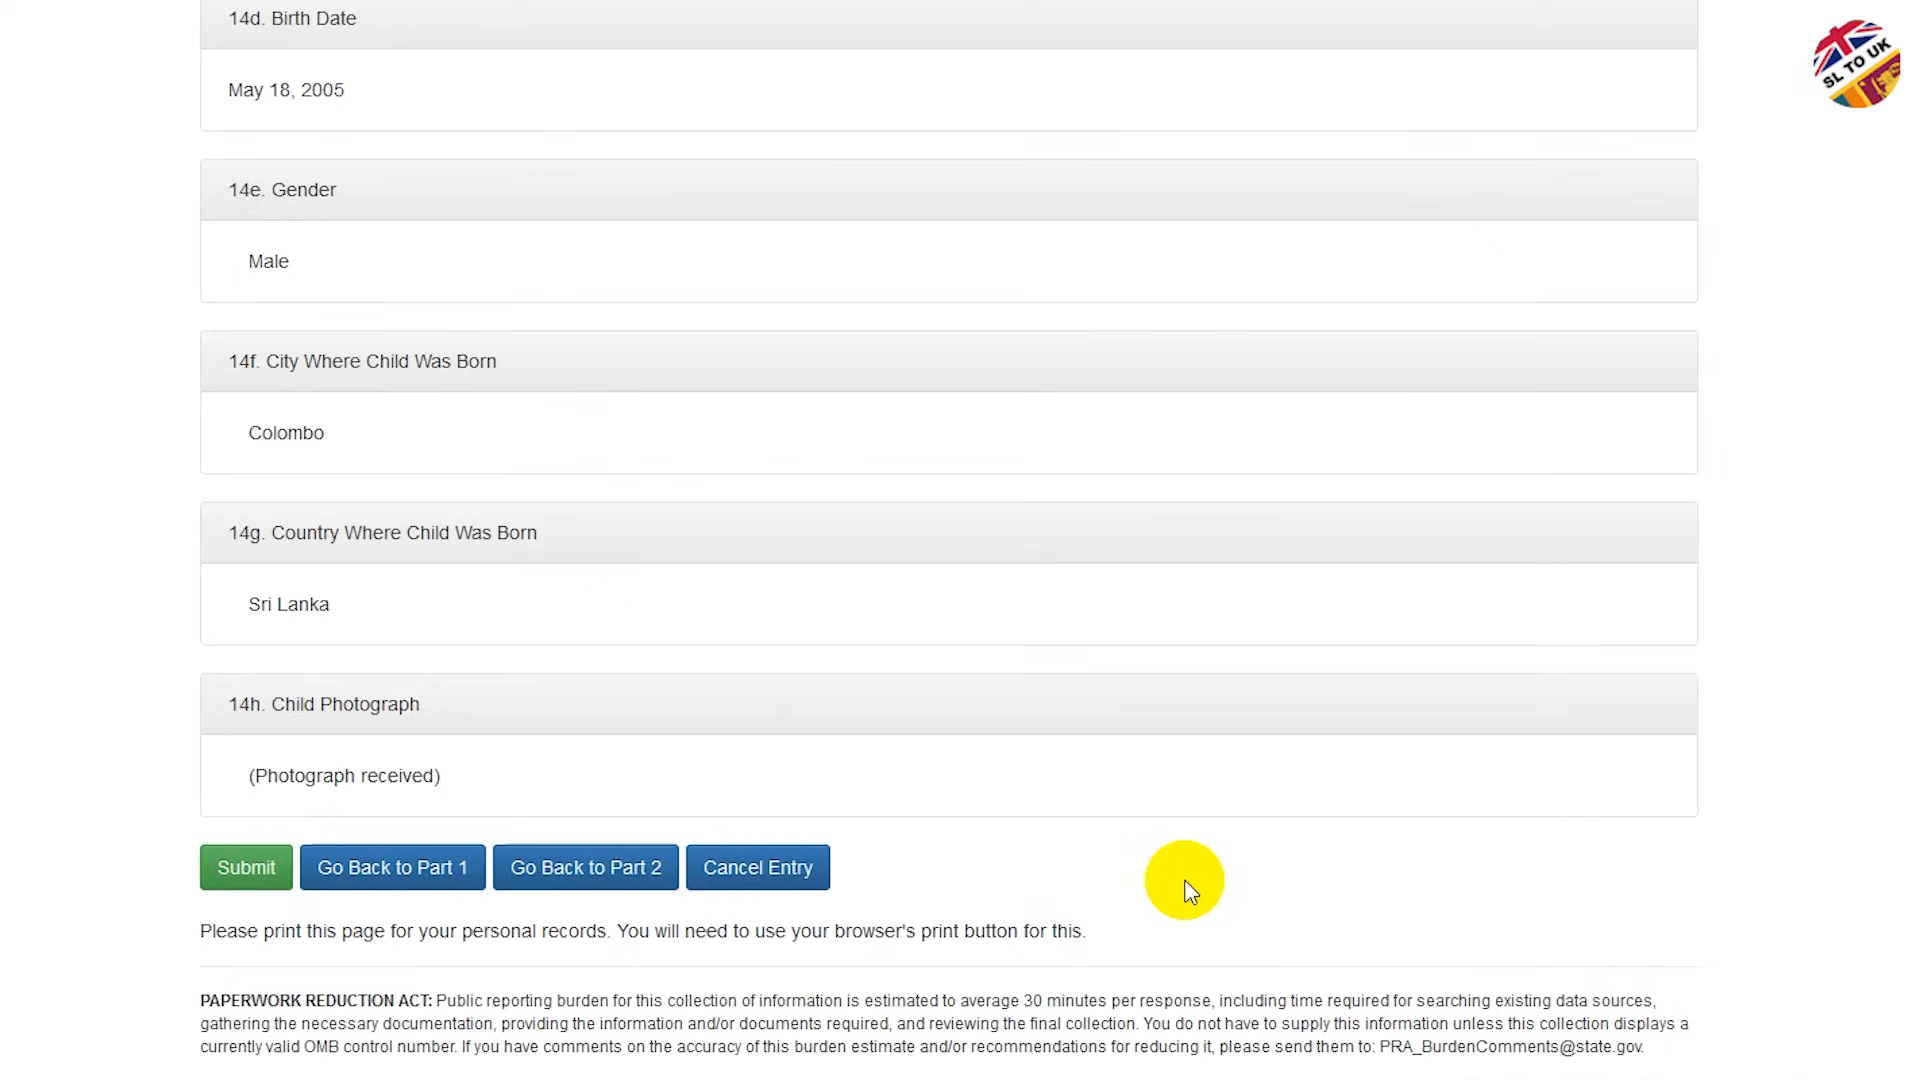 14d. Birth Date
SL TO UK
May 18, 2005
14e. Gender
Male
14f. City Where Child Was Born
Colombo
14g. Country Where Child Was Born
Sri Lanka
14h. Child Photograph
(Photograph received)
Submit
Go Back to Part 1
Go Back to Part 2
Cancel Entry
Please print this page for your personal records. You will need to use your browser's print button for this.
PAPERWORK REDUCTION ACT: Public reporting burden for this collection of information is estimated to average 30 minutes per response, including time required for searching existing data sources,
gathering the necessary documentation, providing the information and/or documents required, and reviewing the final collection. You do not have to supply this information unless this collection displays a
currently valid OMB control number. If you have comments on the accuracy of this burden estimate and/or recommendations for reducing it, please send them to: PRA_BurdenComments@state.gov.